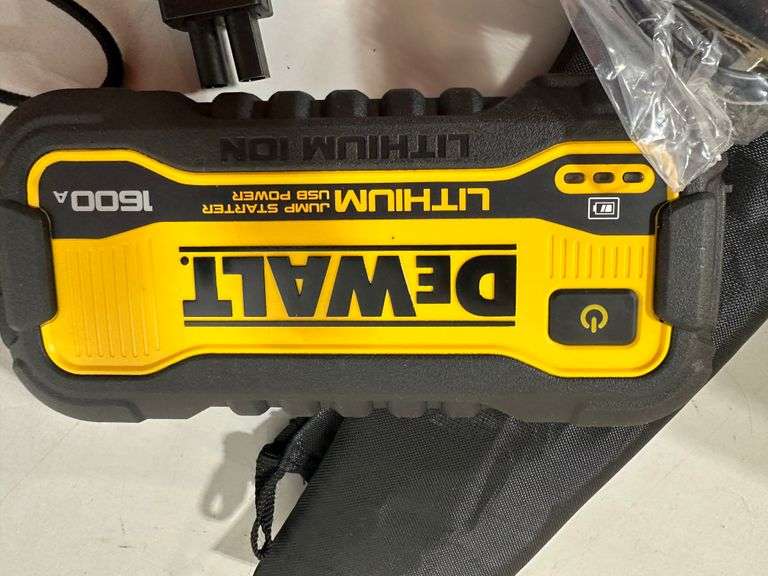 DEWALT.
LITHIUM JUMP STARTER
USB POWER
1600A
LITHIUM ION